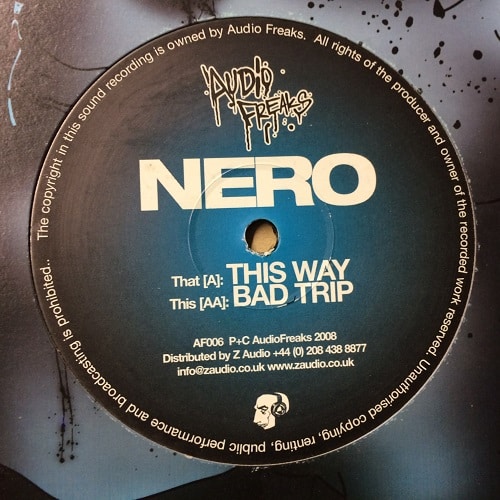 AUDIO
FREAKS
NERO
That [A]: THIS WAY
This [AA]: BAD TRIP
AF006 P+C AudioFreaks 2008
Distributed by Z Audio +44 (0) 208 438 8877
info@zaudio.co.uk www.zaudio.co.uk
The copyright in this sound recording is owned by Audio Freaks. All rights of the producer and owner of the recorded work reserved. Unauthorised copying, renting, public performance and broadcasting is prohibited..